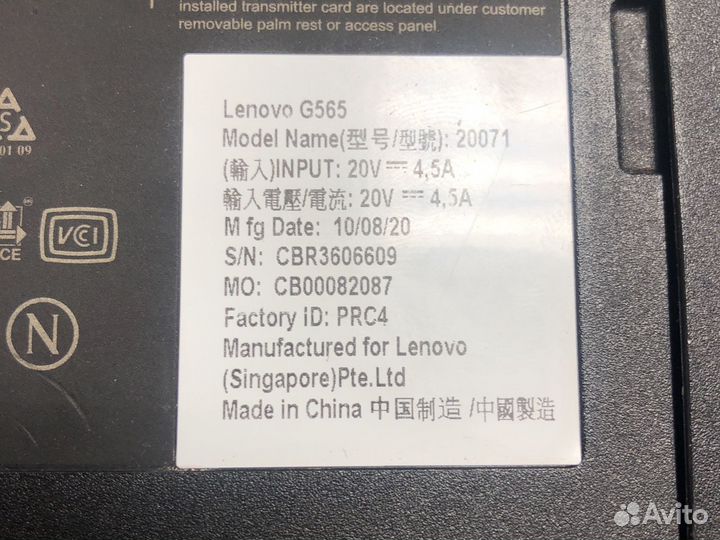 installed transmitter card are located under customer
removable palm rest or access panel.
Lenovo G565
Model Name(型号/型號): 20071
(輸入)INPUT: 20V ⎓ 4,5A
輸入電壓/電流: 20V ⎓ 4,5A
M fg Date: 10/08/20
S/N: CBR3606609
MO: CB00082087
Factory iD: PRC4
Manufactured for Lenovo
(Singapore)Pte.Ltd
Made in China 中国制造 /中國製造
01 09
VCI
CE
N
Avito